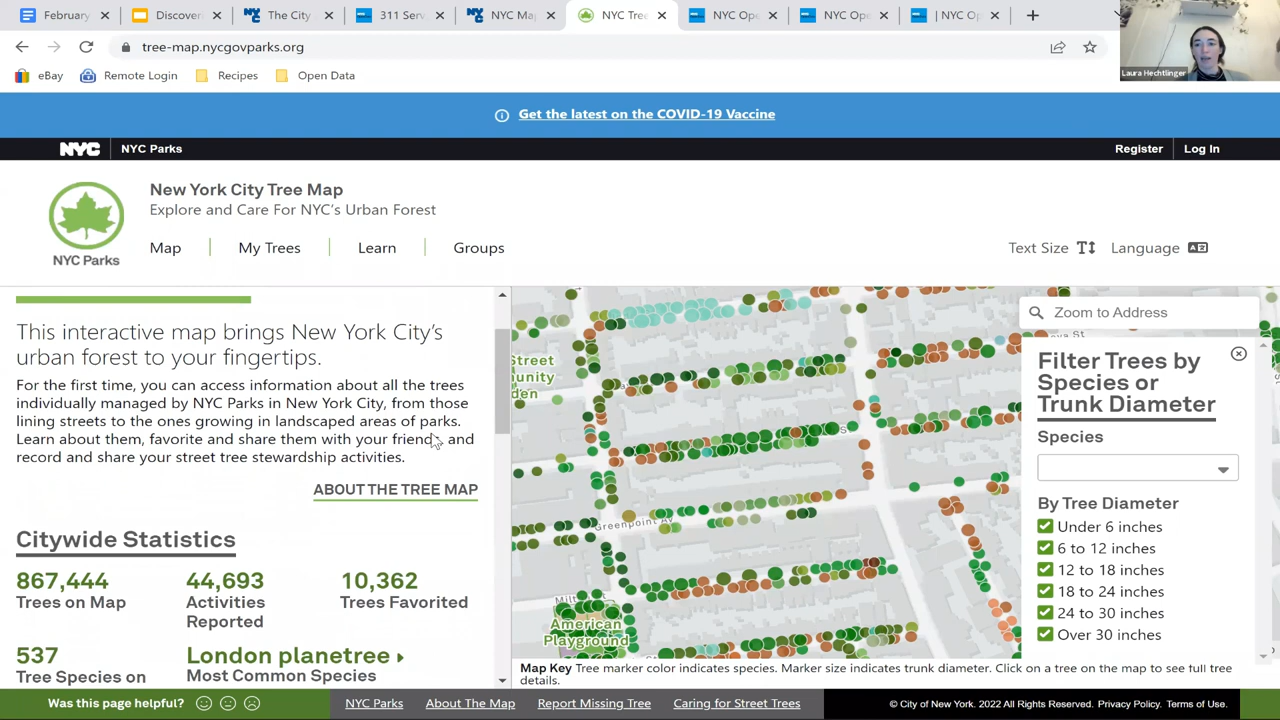 February
Discover
The City
311 Serv
NYC Ma
NYC Tree
NYC Ope
NYC Ope
| NYC Op
tree-map.nycgovparks.org
Laura Hechtlinger
eBay
Remote Login
Recipes
Open Data
Get the latest on the COVID-19 Vaccine
NYC
NYC Parks
Register
Log In
New York City Tree Map
Explore and Care For NYC's Urban Forest
NYC Parks
Map
My Trees
Learn
Groups
Text Size
Language
This interactive map brings New York City's
urban forest to your fingertips.
For the first time, you can access information about all the trees
individually managed by NYC Parks in New York City, from those
lining streets to the ones growing in landscaped areas of parks.
Learn about them, favorite and share them with your friends and
record and share your street tree stewardship activities.
ABOUT THE TREE MAP
Citywide Statistics
867,444
Trees on Map
44,693
Activities
Reported
10,362
Trees Favorited
537
Tree Species on
London planetree
Most Common Species
Street
unity
den
Greenpoint Av
American
Playground
Zoom to Address
Filter Trees by
Species or
Trunk Diameter
Species
By Tree Diameter
Under 6 inches
6 to 12 inches
12 to 18 inches
18 to 24 inches
24 to 30 inches
Over 30 inches
Map Key Tree marker color indicates species. Marker size indicates trunk diameter. Click on a tree on the map to see full tree
details.
Was this page helpful?
NYC Parks
About The Map
Report Missing Tree
Caring for Street Trees
© City of New York. 2022 All Rights Reserved. Privacy Policy. Terms of Use.